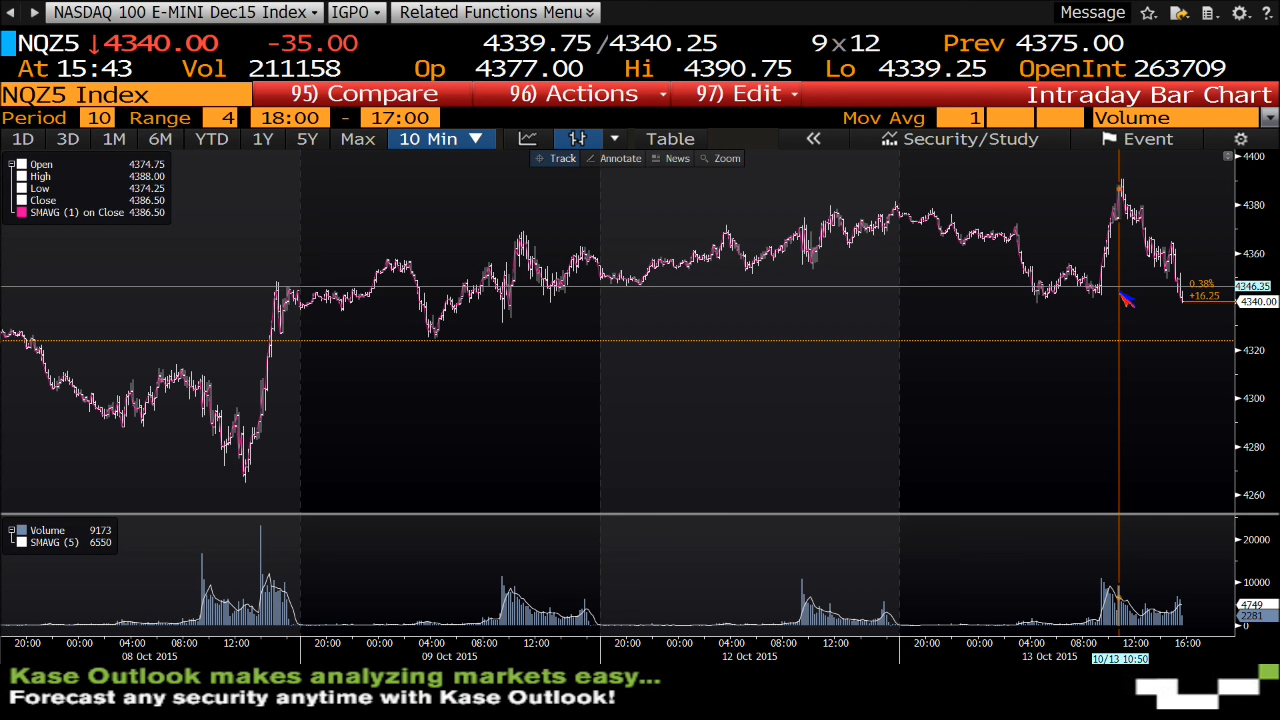 NASDAQ 100 E-MINI Dec15 Index IGPO Related Functions Menu Message ?
NQZ5 ↓4340.00 -35.00 4339.75/4340.25 9x12 Prev 4375.00
At 15:43 Vol 211158 Op 4377.00 Hi 4390.75 Lo 4339.25 OpenInt 263709
NQZ5 Index 95) Compare 96) Actions 97) Edit Intraday Bar Chart
Period 10 Range 4 18:00 - 17:00 Mov Avg 1 Volume
1D 3D 1M 6M YTD 1Y 5Y Max 10 Min Table « Security/Study Event
Track Annotate News Zoom
Open 4374.75
High 4388.00
Low 4374.25
Close 4386.50
SMAVG (1) on Close 4386.50
4400
4380
4360
0.38% 4346.35
+16.25 4340.00
4320
4300
4280
4260
Volume 9173
SMAVG (5) 6550
20000
10000
4749
2281
0
20:00 00:00 04:00 08:00 12:00 20:00 00:00 04:00 08:00 12:00 20:00 00:00 04:00 08:00 12:00 20:00 00:00 04:00 08:00 12:00 16:00
08 Oct 2015 09 Oct 2015 12 Oct 2015 13 Oct 2015 10/13 10:50
Kase Outlook makes analyzing markets easy...
Forecast any security anytime with Kase Outlook!